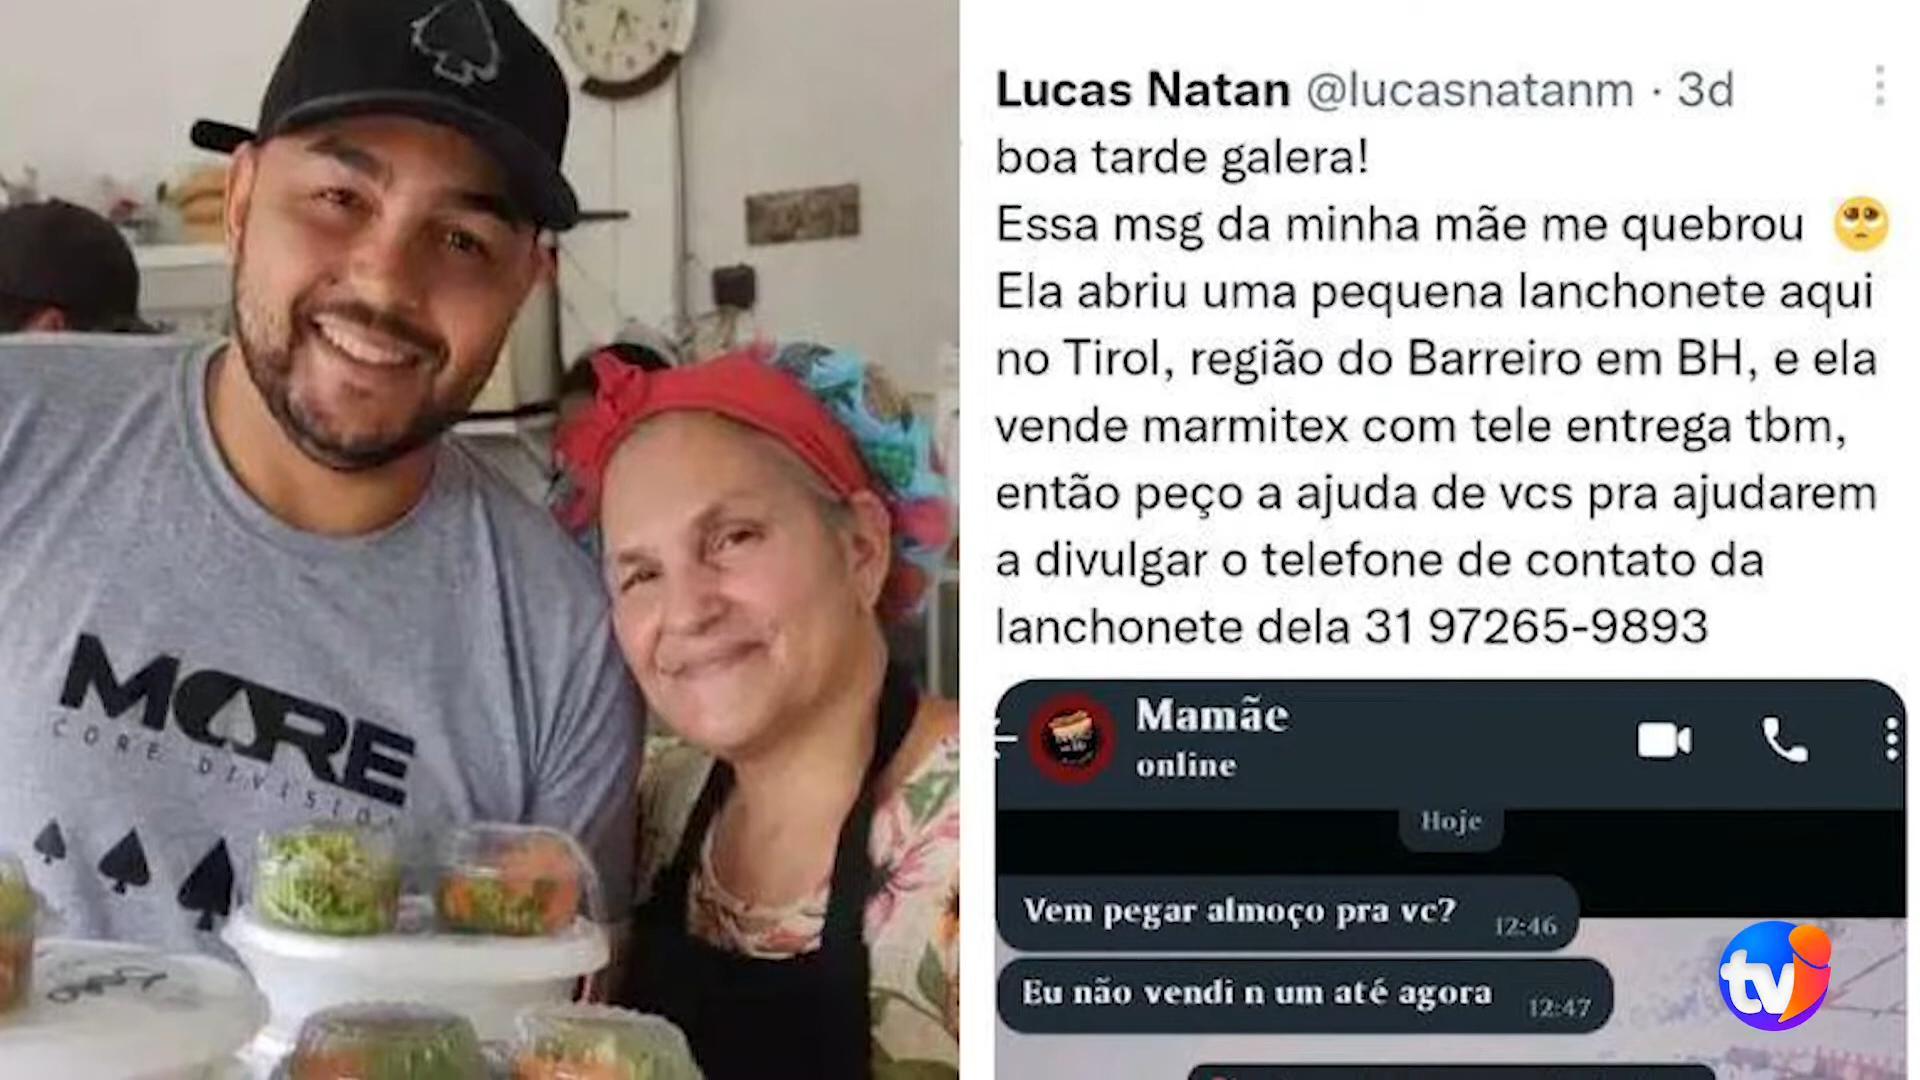 MORE
CORE DIVISION
Lucas Natan @lucasnatanm · 3d
boa tarde galera!
Essa msg da minha mãe me quebrou 🥺
Ela abriu uma pequena lanchonete aqui
no Tirol, região do Barreiro em BH, e ela
vende marmitex com tele entrega tbm,
então peço a ajuda de vcs pra ajudarem
a divulgar o telefone de contato da
lanchonete dela 31 97265-9893
Mamãe
online
Hoje
Vem pegar almoço pra vc? 12:46
Eu não vendi n um até agora 12:47
tvi